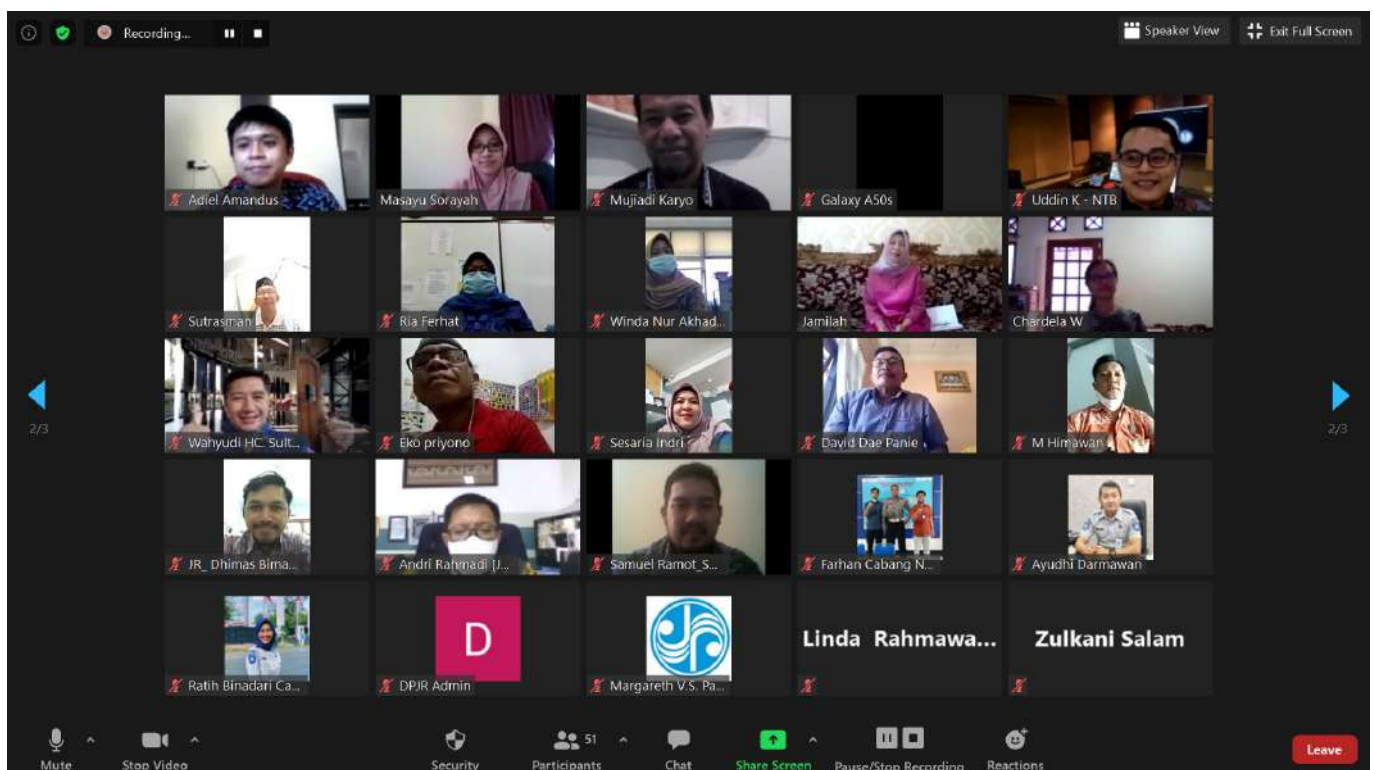 Recording...
Speaker View
Exit Full Screen
Adiel Amandus
Masayu Sorayah
Mujiadi Karyo
Galaxy A50s
Uddin K - NTB
Sutrasman
Ria Ferhat
Winda Nur Akhad...
Jamilah
Chardela W
Wahyudi HC. Sult...
Eko priyono
Sesaria Indri
David Dae Panie
M Himawan
2/3
2/3
JR_ Dhimas Bima...
Andri Rahmadi [J...
Samuel Ramot_S...
Farhan Cabang N...
Ayudhi Darmawan
D
Linda Rahmawa...
Zulkani Salam
Ratih Binadari Ca...
DPJR Admin
Margareth V.S. Pa...
Mute
Stop Video
Security
Participants
51
Chat
Share Screen
Pause/Stop Recording
Reactions
Leave